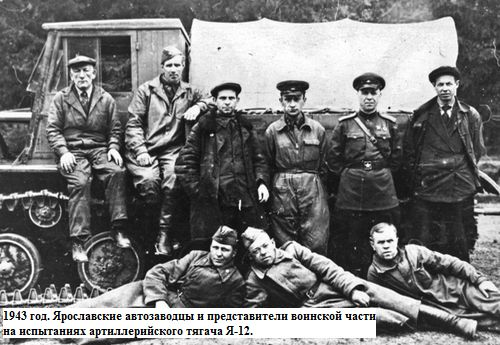 1943 год. Ярославские автозаводцы и представители воинской части
на испытаниях артиллерийского тягача Я-12.